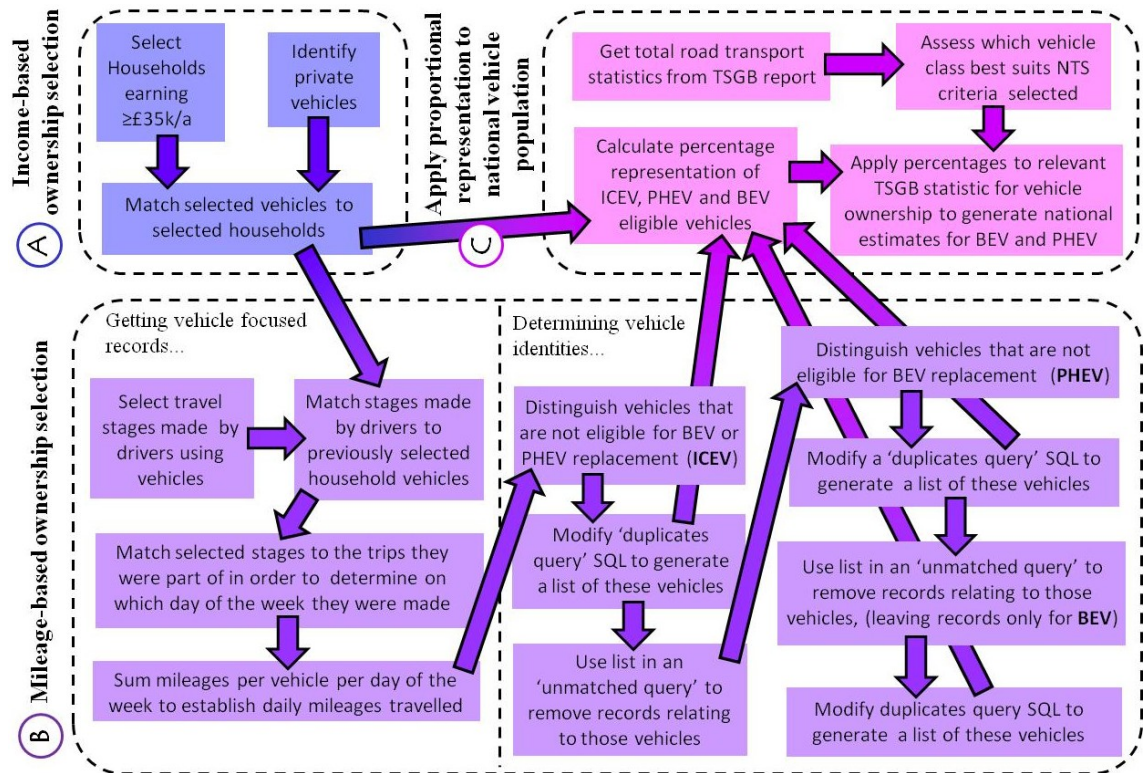 Income-based
ownership selection
A
Select
Households
earning
≥£35k/a
Identify
private
vehicles
Match selected vehicles to
selected households
Apply proportional
representation to
national vehicle
population
C
Get total road transport
statistics from TSGB report
Assess which vehicle
class best suits NTS
criteria selected
Calculate percentage
representation of
ICEV, PHEV and BEV
eligible vehicles
Apply percentages to relevant
TSGB statistic for vehicle
ownership to generate national
estimates for BEV and PHEV
Mileage-based ownership selection
B
Getting vehicle focused
records...
Select travel
stages made by
drivers using
vehicles
Match stages made
by drivers to
previously selected
household vehicles
Match selected stages to the trips they
were part of in order to determine on
which day of the week they were made
Sum mileages per vehicle per day of the
week to establish daily mileages travelled
Determining vehicle
identities...
Distinguish vehicles that
are not eligible for BEV or
PHEV replacement (ICEV)
Modify ‘duplicates
query’ SQL to generate
a list of these vehicles
Use list in an
‘unmatched query’ to
remove records relating
to those vehicles
Distinguish vehicles that are not
eligible for BEV replacement (PHEV)
Modify a ‘duplicates query’ SQL to
generate a list of these vehicles
Use list in an ‘unmatched query’ to
remove records relating to those
vehicles, (leaving records only for BEV)
Modify duplicates query SQL to
generate a list of these vehicles